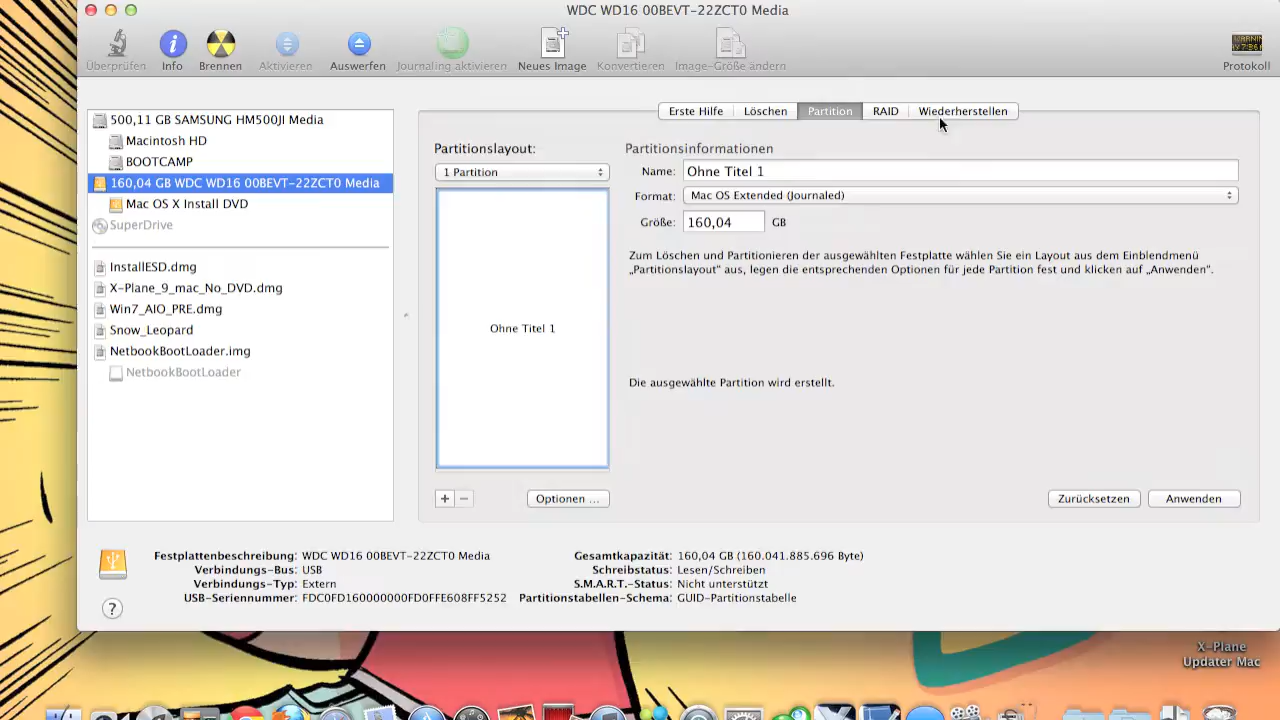 WDC WD16 00BEVT-22ZCT0 Media
Überprüfen
Info
Brennen
Aktivieren
Auswerfen
Journaling aktivieren
Neues Image
Konvertieren
Image-Größe ändern
Protokoll
500,11 GB SAMSUNG HM500JI Media
Macintosh HD
BOOTCAMP
160,04 GB WDC WD16 00BEVT-22ZCT0 Media
Mac OS X Install DVD
SuperDrive
InstallESD.dmg
X-Plane_9_mac_No_DVD.dmg
Win7_AIO_PRE.dmg
Snow_Leopard
NetbookBootLoader.img
NetbookBootLoader
Erste Hilfe
Löschen
Partition
RAID
Wiederherstellen
Partitionslayout:
1 Partition
Ohne Titel 1
+ −
Optionen ...
Partitionsinformationen
Name: Ohne Titel 1
Format: Mac OS Extended (Journaled)
Größe: 160,04 GB
Zum Löschen und Partitionieren der ausgewählten Festplatte wählen Sie ein Layout aus dem Einblendmenü
„Partitionslayout“ aus, legen die entsprechenden Optionen für jede Partition fest und klicken auf „Anwenden“.
Die ausgewählte Partition wird erstellt.
Zurücksetzen
Anwenden
Festplattenbeschreibung: WDC WD16 00BEVT-22ZCT0 Media
Verbindungs-Bus: USB
Verbindungs-Typ: Extern
USB-Seriennummer: FDC0FD160000000FD0FFE608FF5252
Gesamtkapazität: 160,04 GB (160.041.885.696 Byte)
Schreibstatus: Lesen/Schreiben
S.M.A.R.T.-Status: Nicht unterstützt
Partitionstabellen-Schema: GUID-Partitionstabelle
?
X-Plane
Updater Mac